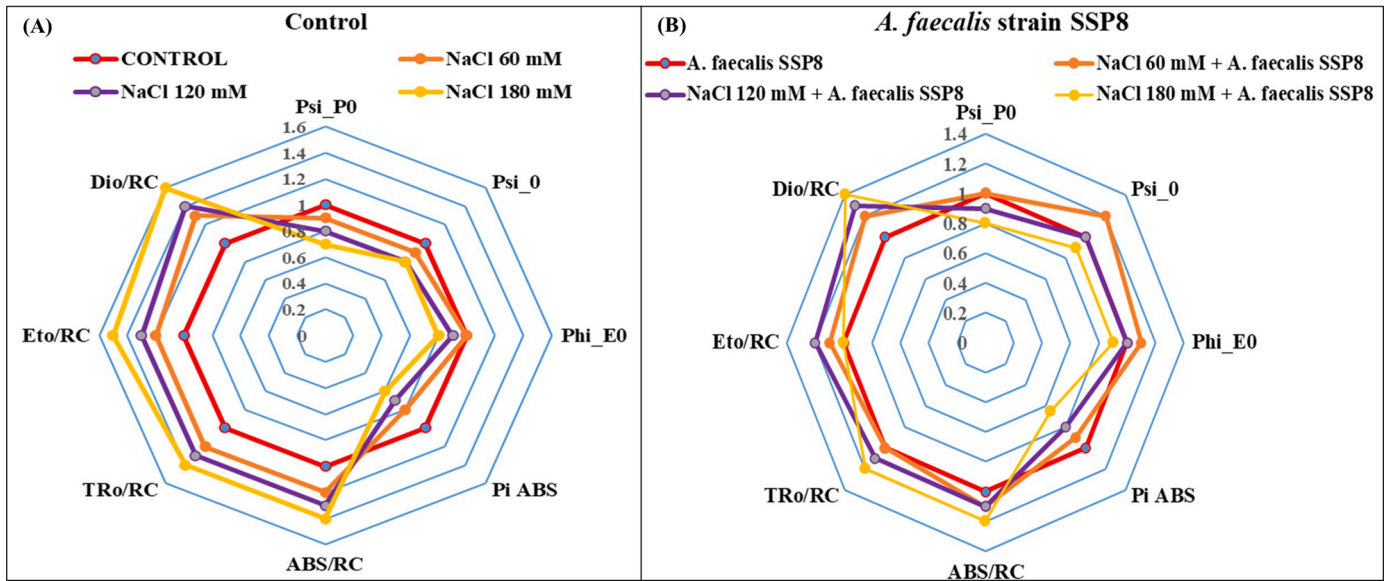 (A)
Control
CONTROL
NaCl 60 mM
NaCl 120 mM
NaCl 180 mM
Psi_P0
Psi_0
Phi_E0
Pi ABS
ABS/RC
TRo/RC
Eto/RC
Dio/RC
1.6
1.4
1.2
1
0.8
0.6
0.4
0.2
0
(B)
A. faecalis strain SSP8
A. faecalis SSP8
NaCl 60 mM + A. faecalis SSP8
NaCl 120 mM + A. faecalis SSP8
NaCl 180 mM + A. faecalis SSP8
Psi_P0
Psi_0
Phi_E0
Pi ABS
ABS/RC
TRo/RC
Eto/RC
Dio/RC
1.4
1.2
1
0.8
0.6
0.4
0.2
0